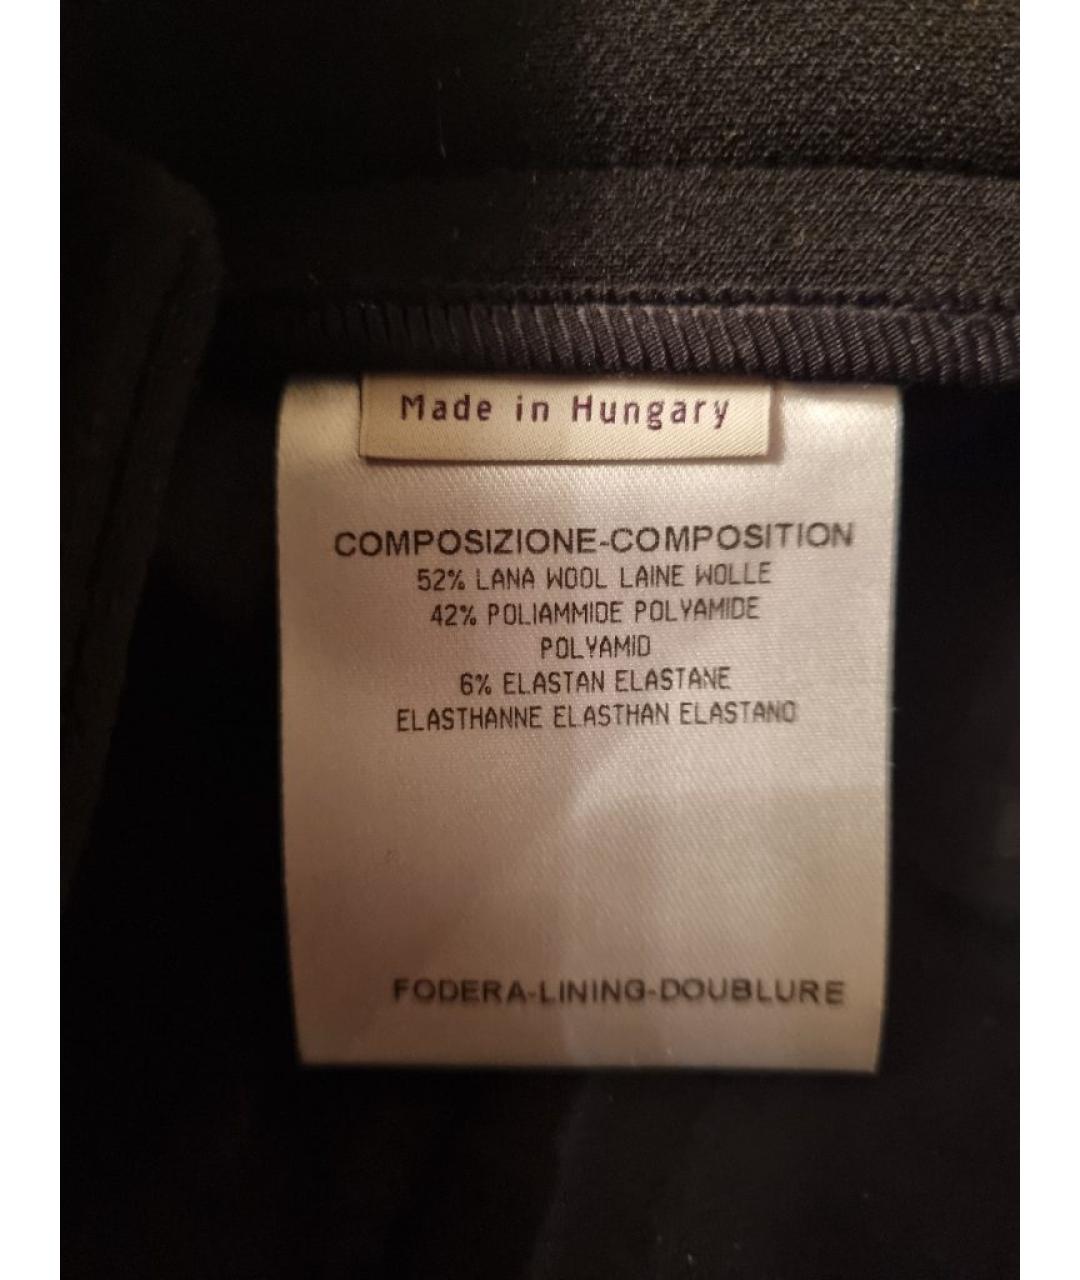 Made in Hungary
COMPOSIZIONE-COMPOSITION
52% LANA WOOL LAINE WOLLE
42% POLIAMMIDE POLYAMIDE
POLYAMID
6% ELASTAN ELASTANE
ELASTHANNE ELASTHAN ELASTANO
FODERA-LINING-DOUBLURE